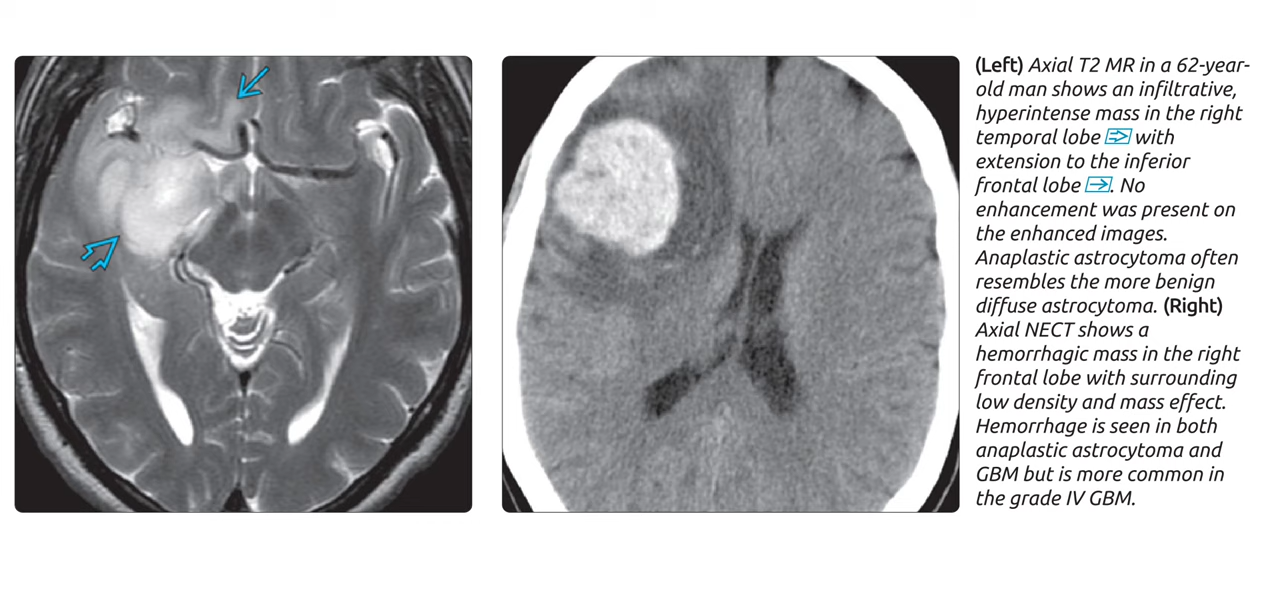 (Left) Axial T2 MR in a 62-year-
old man shows an infiltrative,
hyperintense mass in the right
temporal lobe with
extension to the inferior
frontal lobe . No
enhancement was present on
the enhanced images.
Anaplastic astrocytoma often
resembles the more benign
diffuse astrocytoma. (Right)
Axial NECT shows a
hemorrhagic mass in the right
frontal lobe with surrounding
low density and mass effect.
Hemorrhage is seen in both
anaplastic astrocytoma and
GBM but is more common in
the grade IV GBM.